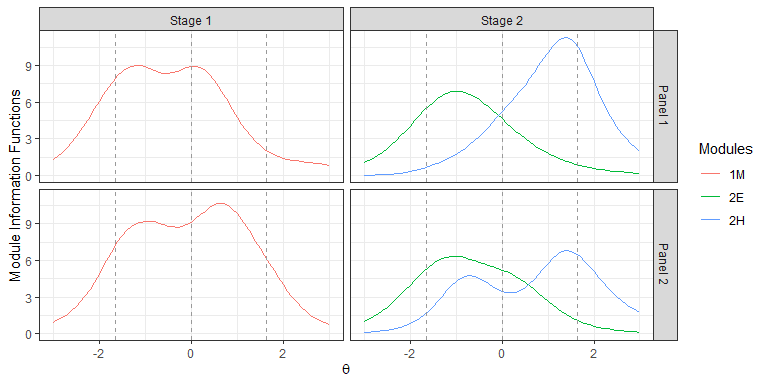 Stage 1
Stage 2
Module Information Functions
9
6
3
0
Panel 1
9
6
3
0
Panel 2
-2
0
2
-2
0
2
θ
Modules
1M
2E
2H